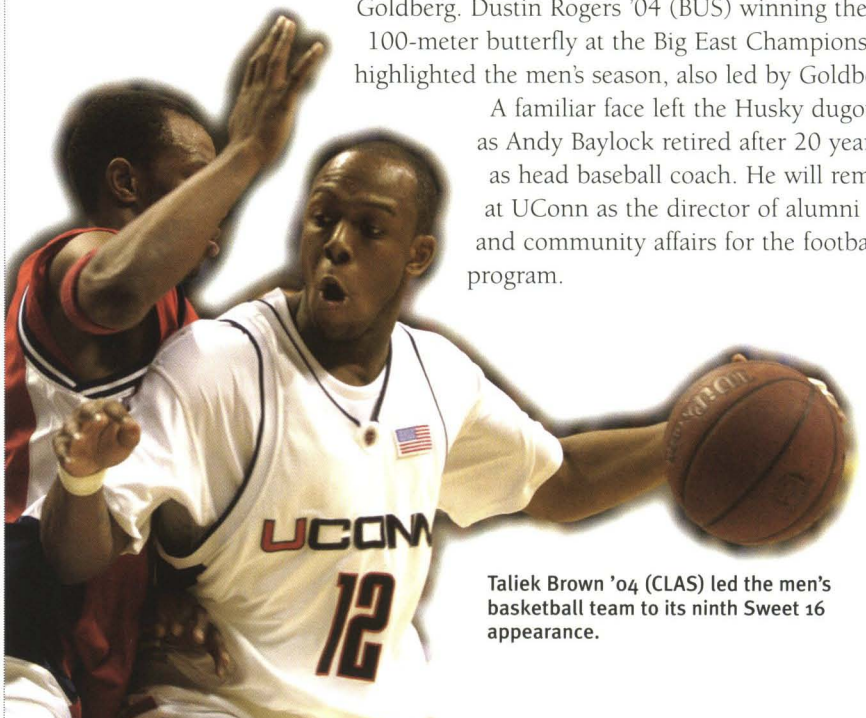 Goldberg. Dustin Rogers '04 (BUS) winning the
100-meter butterfly at the Big East Champions
highlighted the men's season, also led by Goldb
A familiar face left the Husky dugo
as Andy Baylock retired after 20 year
as head baseball coach. He will rem
at UConn as the director of alumni
and community affairs for the footba
program.
UCONN
12
Taliek Brown '04 (CLAS) led the men's
basketball team to its ninth Sweet 16
appearance.